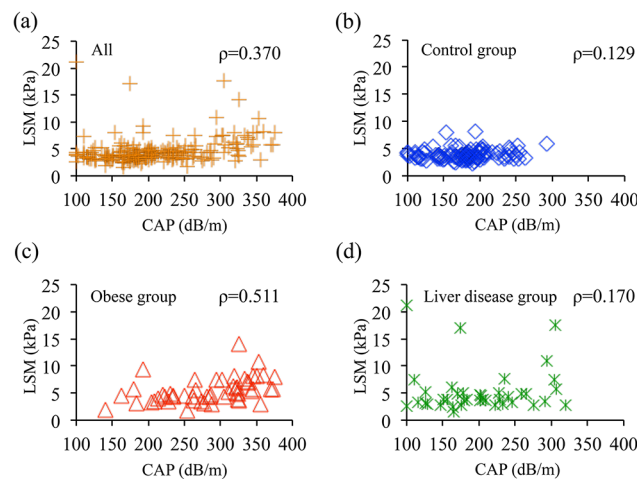 (a)
All
ρ=0.370
25
20
15
10
5
0
LSM (kPa)
100 150 200 250 300 350 400
CAP (dB/m)
(b)
Control group
ρ=0.129
25
20
15
10
5
0
LSM (kPa)
100 150 200 250 300 350 400
CAP (dB/m)
(c)
Obese group
ρ=0.511
25
20
15
10
5
0
LSM (kPa)
100 150 200 250 300 350 400
CAP (dB/m)
(d)
Liver disease group
ρ=0.170
25
20
15
10
5
0
LSM (kPa)
100 150 200 250 300 350 400
CAP (dB/m)